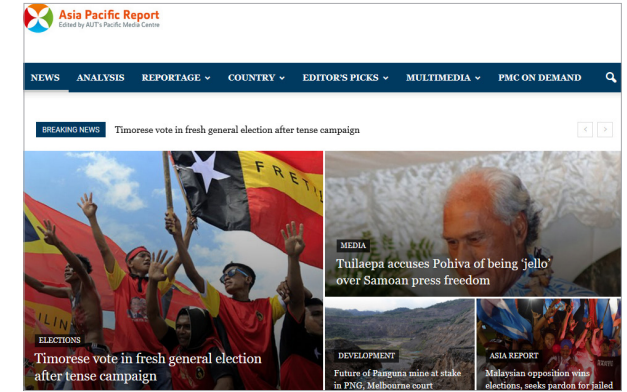 Asia Pacific Report
Edited by AUT's Pacific Media Centre
NEWS ANALYSIS REPORTAGE COUNTRY EDITOR'S PICKS MULTIMEDIA PMC ON DEMAND
BREAKING NEWS Timorese vote in fresh general election after tense campaign
FRETI
ILIN
ELECTIONS
Timorese vote in fresh general election
after tense campaign
MEDIA
Tuilaepa accuses Pohiva of being ‘jello’
over Samoan press freedom
DEVELOPMENT
Future of Panguna mine at stake
in PNG, Melbourne court
ASIA REPORT
Malaysian opposition wins
elections, seeks pardon for jailed